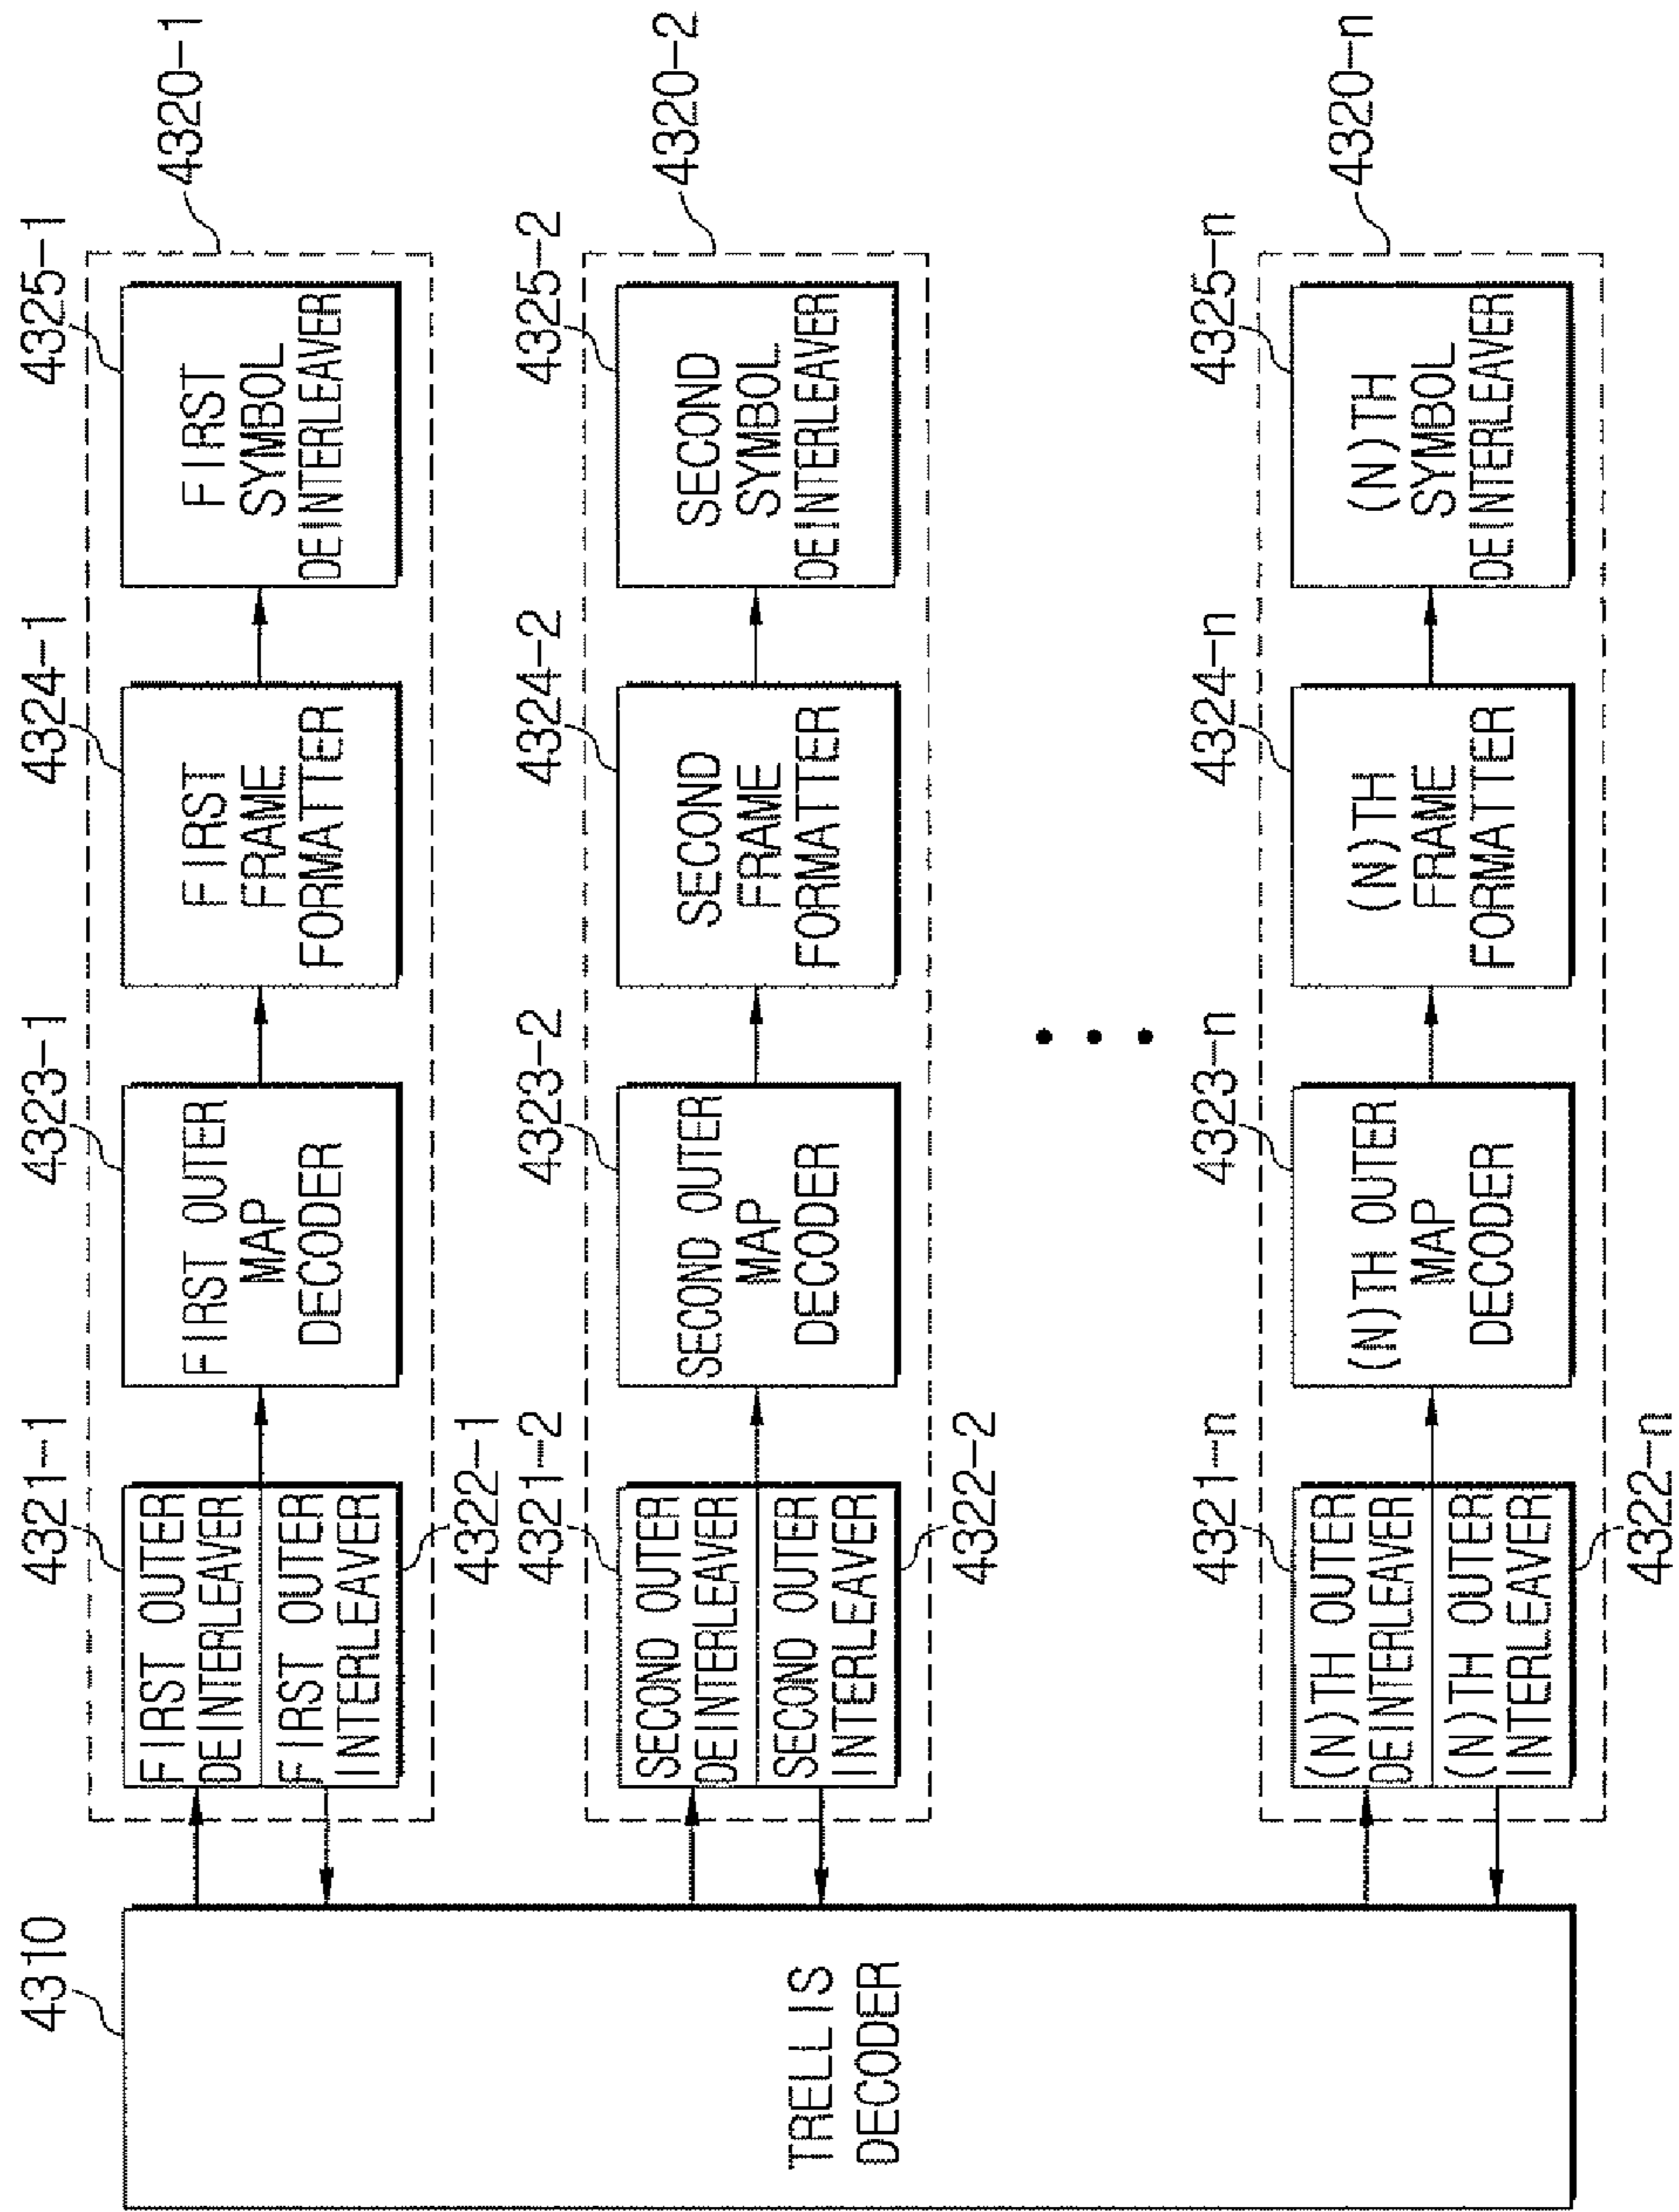 4310
TRELLIS
DECODER
4320-1
4321-1
FIRST OUTER
DEINTERLEAVER
FIRST OUTER
INTERLEAVER
4322-1
4323-1
FIRST OUTER
MAP
DECODER
4324-1
FIRST
FRAME
FORMATTER
4325-1
FIRST
SYMBOL
DEINTERLEAVER
4320-2
4321-2
SECOND OUTER
DEINTERLEAVER
SECOND OUTER
INTERLEAVER
4322-2
4323-2
SECOND OUTER
MAP
DECODER
4324-2
SECOND
FRAME
FORMATTER
4325-2
SECOND
SYMBOL
DEINTERLEAVER
4320-n
4321-n
(N)TH OUTER
DEINTERLEAVER
(N)TH OUTER
INTERLEAVER
4322-n
4323-n
(N)TH OUTER
MAP
DECODER
4324-n
(N)TH
FRAME
FORMATTER
4325-n
(N)TH
SYMBOL
DEINTERLEAVER